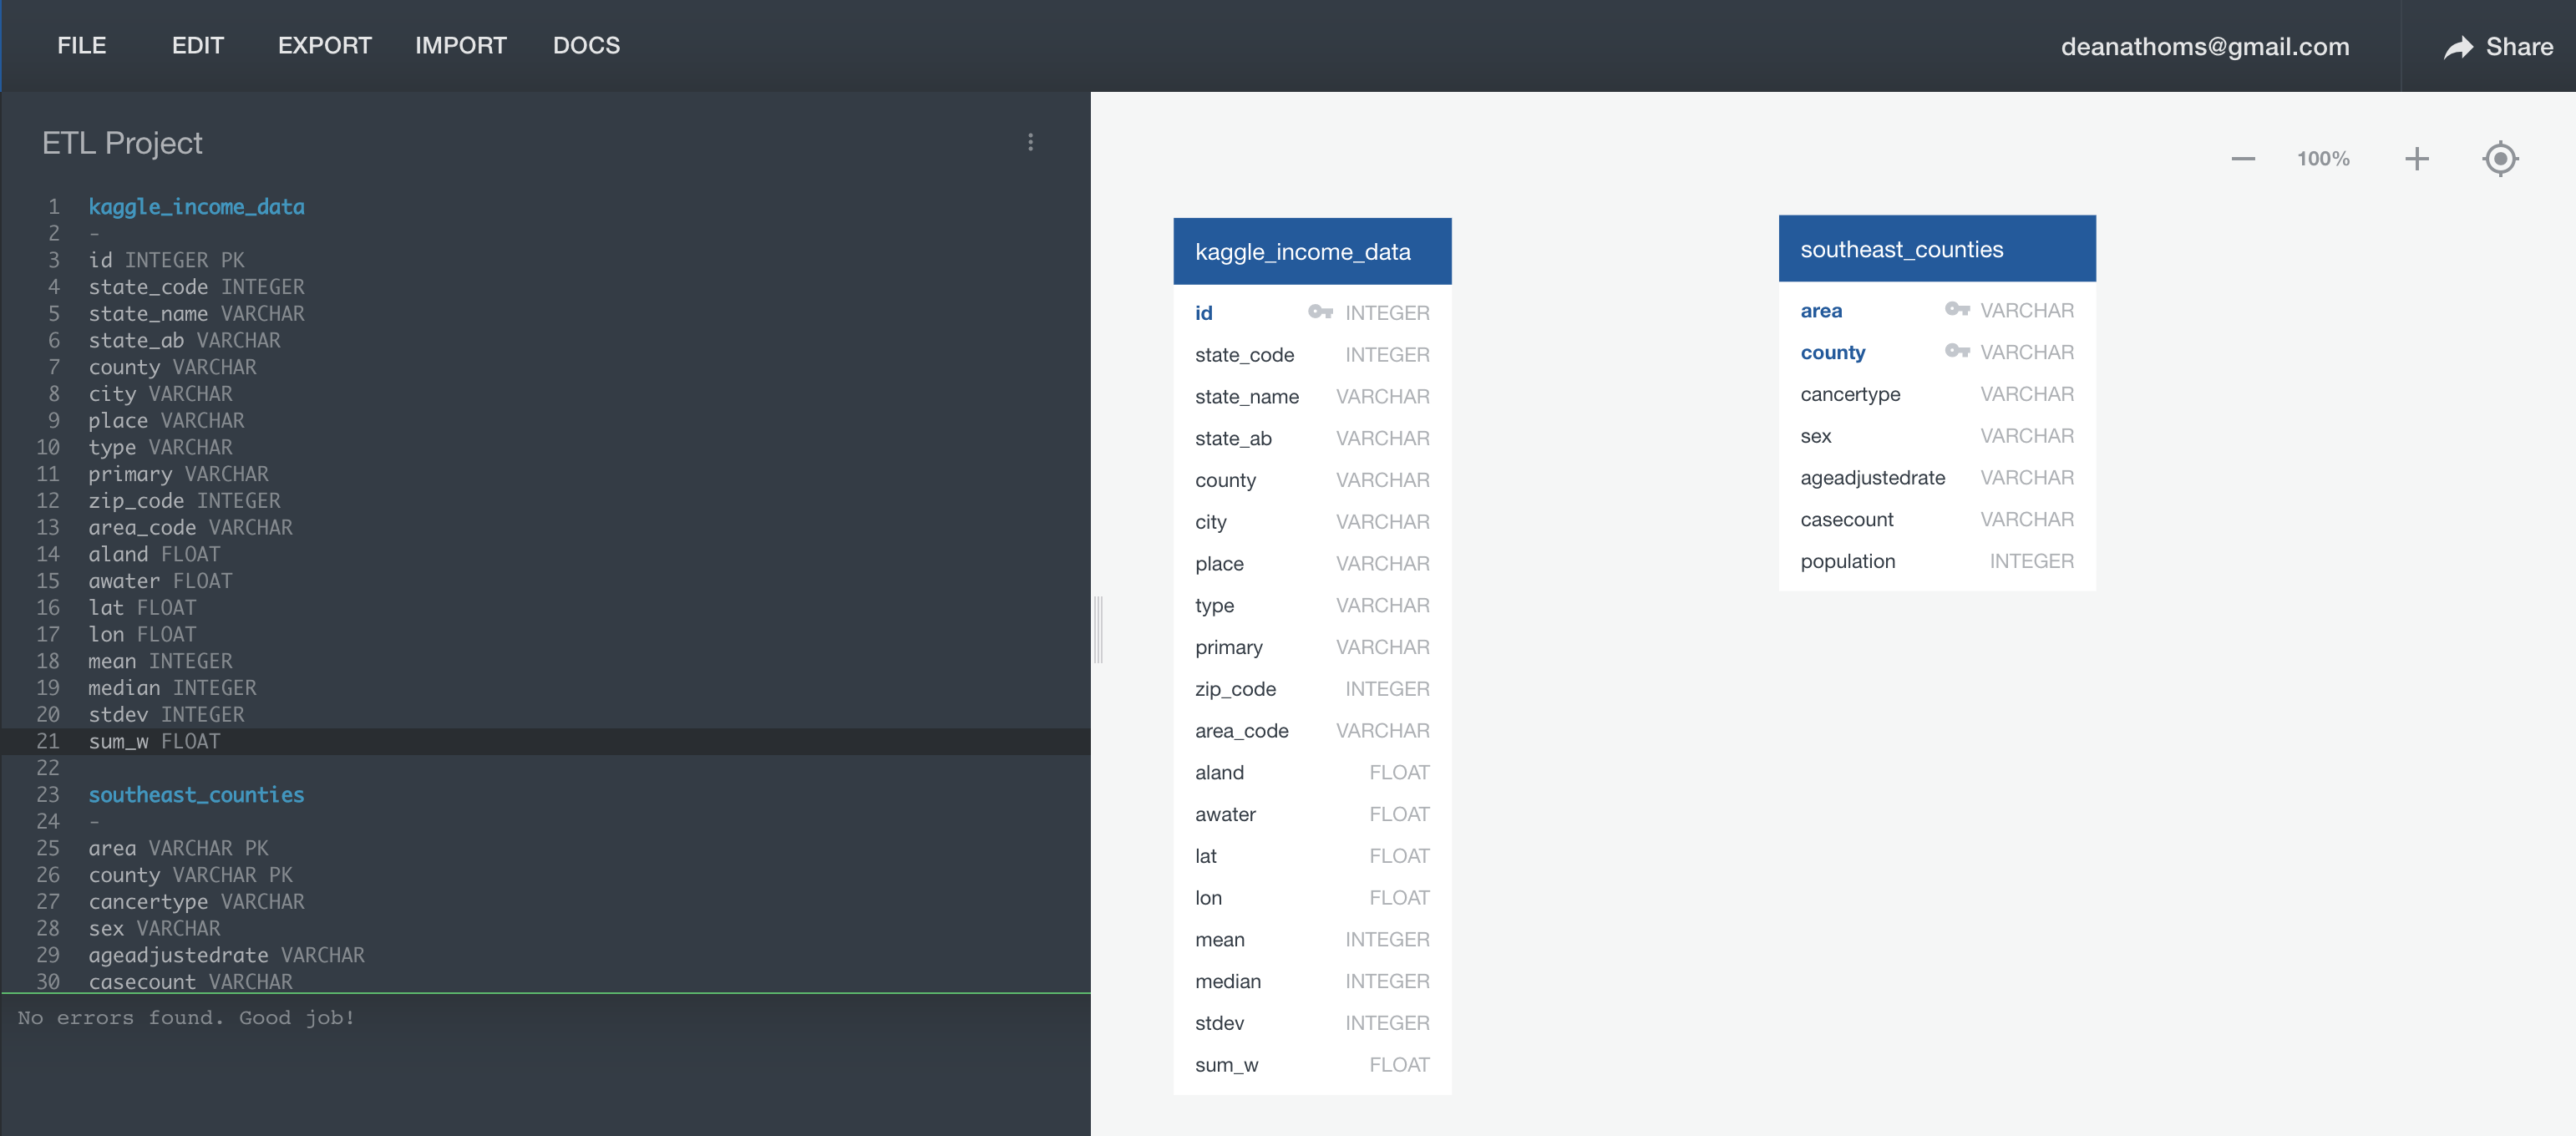 FILE EDIT EXPORT IMPORT DOCS deanathoms@gmail.com Share
ETL Project
1 kaggle_income_data
2 -
3 id INTEGER PK
4 state_code INTEGER
5 state_name VARCHAR
6 state_ab VARCHAR
7 county VARCHAR
8 city VARCHAR
9 place VARCHAR
10 type VARCHAR
11 primary VARCHAR
12 zip_code INTEGER
13 area_code VARCHAR
14 aland FLOAT
15 awater FLOAT
16 lat FLOAT
17 lon FLOAT
18 mean INTEGER
19 median INTEGER
20 stdev INTEGER
21 sum_w FLOAT
22
23 southeast_counties
24 -
25 area VARCHAR PK
26 county VARCHAR PK
27 cancertype VARCHAR
28 sex VARCHAR
29 ageadjustedrate VARCHAR
30 casecount VARCHAR
No errors found. Good job!
100%
kaggle_income_data
id INTEGER
state_code INTEGER
state_name VARCHAR
state_ab VARCHAR
county VARCHAR
city VARCHAR
place VARCHAR
type VARCHAR
primary VARCHAR
zip_code INTEGER
area_code VARCHAR
aland FLOAT
awater FLOAT
lat FLOAT
lon FLOAT
mean INTEGER
median INTEGER
stdev INTEGER
sum_w FLOAT
southeast_counties
area VARCHAR
county VARCHAR
cancertype VARCHAR
sex VARCHAR
ageadjustedrate VARCHAR
casecount VARCHAR
population INTEGER